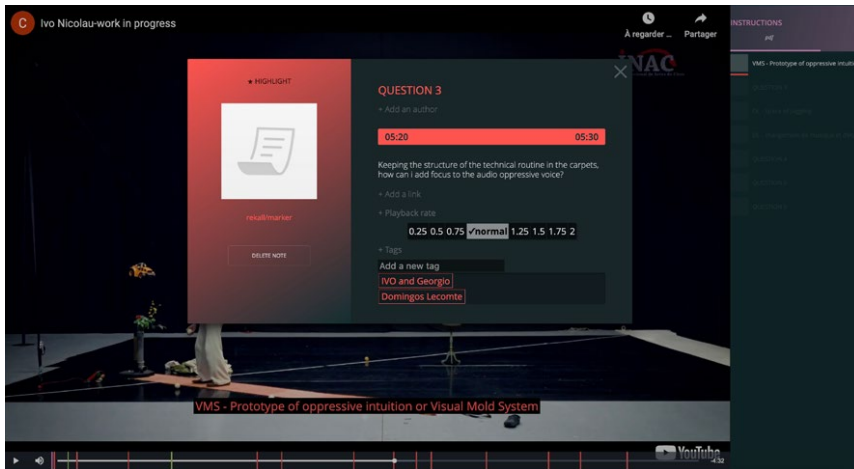 C Ivo Nicolau-work in progress
À regarder ...
Partager
INSTRUCTIONS
iNAC
VMS - Prototype of oppressive intuition
★ HIGHLIGHT
rekall/marker
DELETE NOTE
QUESTION 3
+ Add an author
05:20 05:30
Keeping the structure of the technical routine in the carpets,
how can i add focus to the audio oppressive voice?
+ Add a link
+ Playback rate
0.25 0.5 0.75 ✓normal 1.25 1.5 1.75 2
+ Tags
Add a new tag
IVO and Georgio
Domingos Lecomte
VMS - Prototype of oppressive intuition or Visual Mold System
YouTube